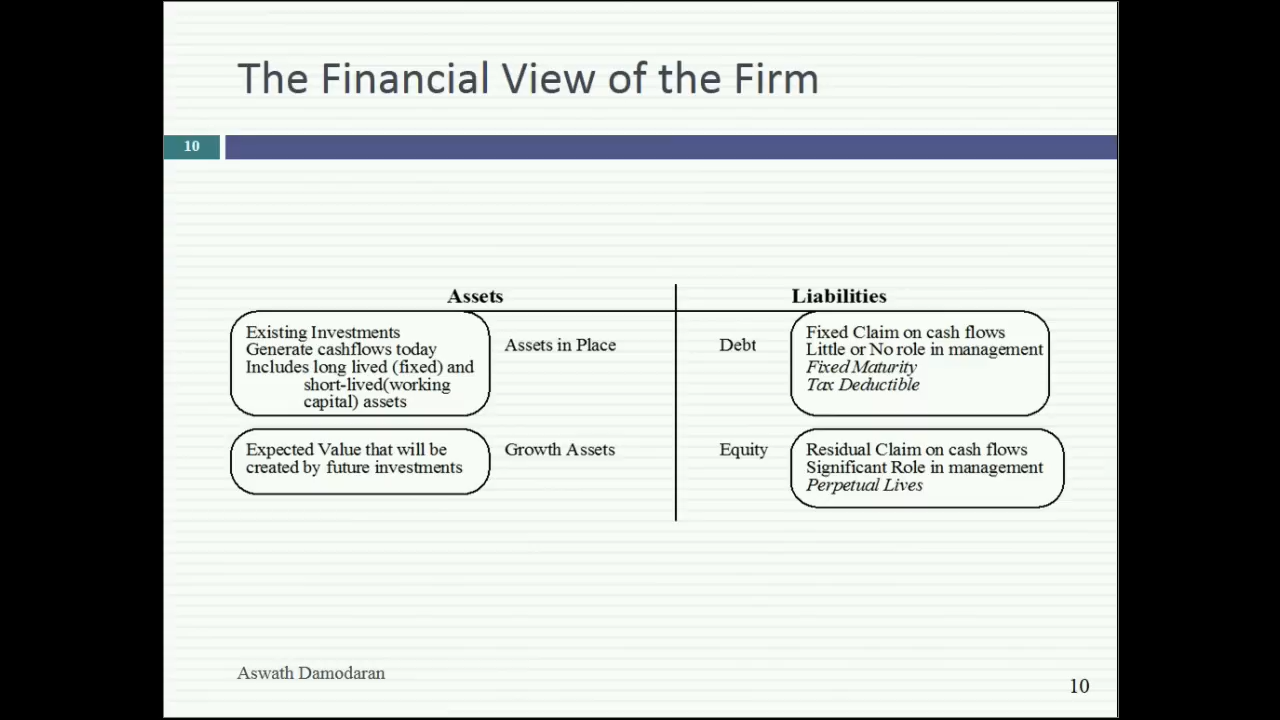 The Financial View of the Firm
10
Assets
Liabilities
Existing Investments
Generate cashflows today
Includes long lived (fixed) and
short-lived(working
capital) assets
Assets in Place
Debt
Fixed Claim on cash flows
Little or No role in management
Fixed Maturity
Tax Deductible
Expected Value that will be
created by future investments
Growth Assets
Equity
Residual Claim on cash flows
Significant Role in management
Perpetual Lives
Aswath Damodaran
10